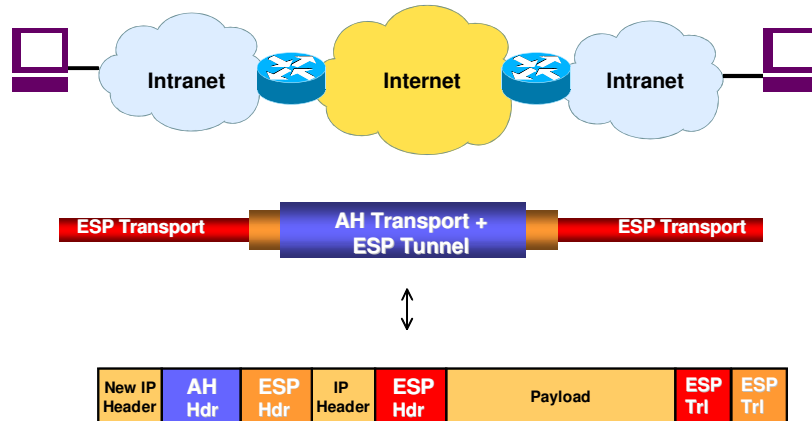 Intranet
Internet
Intranet
ESP Transport
AH Transport +
ESP Tunnel
ESP Transport
New IP
Header
AH
Hdr
ESP
Hdr
IP
Header
ESP
Hdr
Payload
ESP
Trl
ESP
Trl